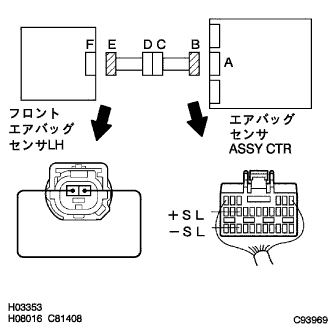 F E D C B A
フロント
エアバッグ
センサLH
エアバッグ
センサ
ASSY CTR
+SL
-SL
H03353
H08016 C81408
C93969